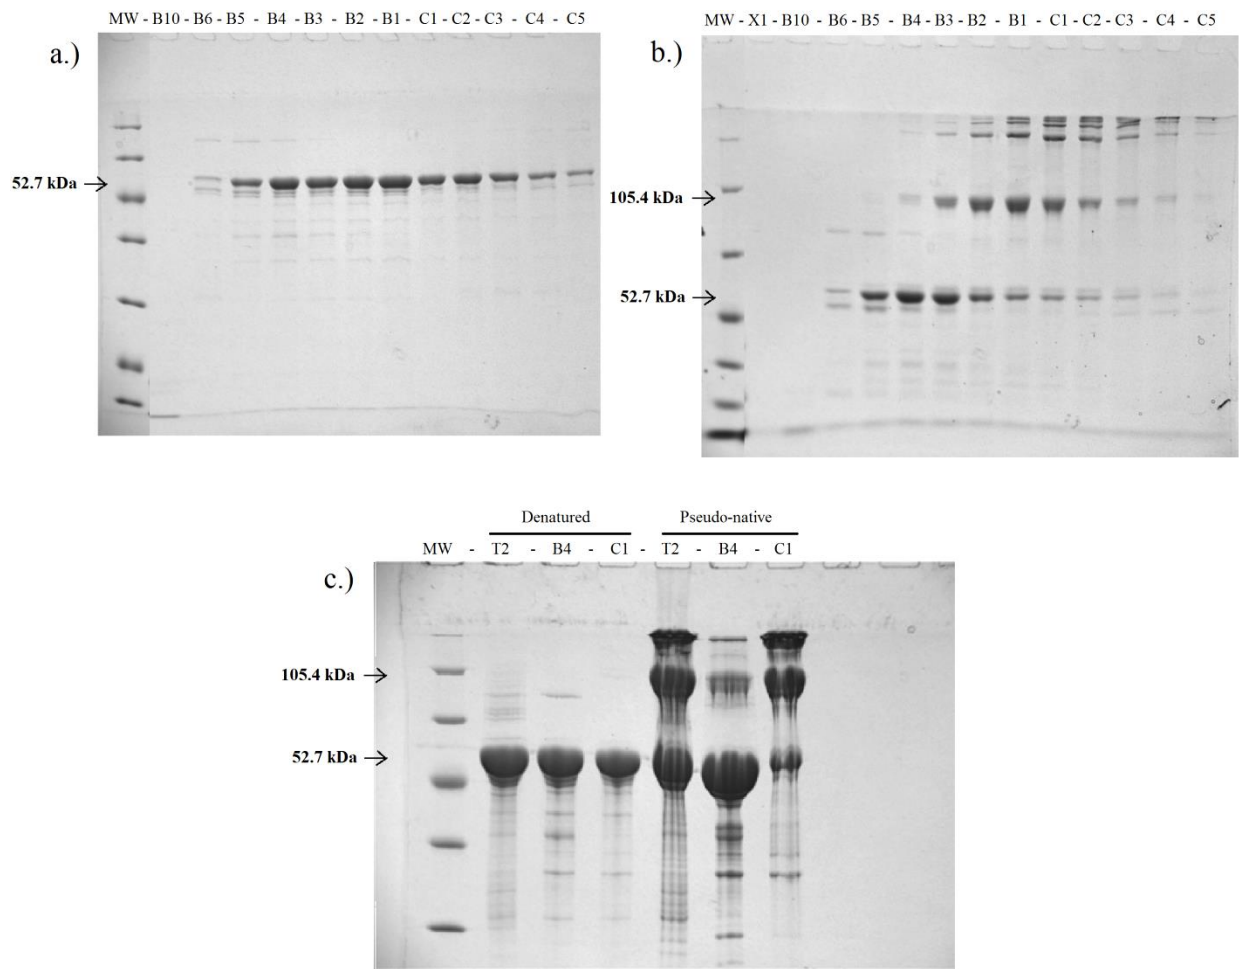 MW - B10 - B6 - B5 - B4 - B3 - B2 - B1 - C1 - C2 - C3 - C4 - C5
a.)
52.7 kDa
MW - X1 - B10 - B6 - B5 - B4 - B3 - B2 - B1 - C1 - C2 - C3 - C4 - C5
b.)
105.4 kDa
52.7 kDa
Denatured Pseudo-native
MW - T2 - B4 - C1 - T2 - B4 - C1
c.)
105.4 kDa
52.7 kDa